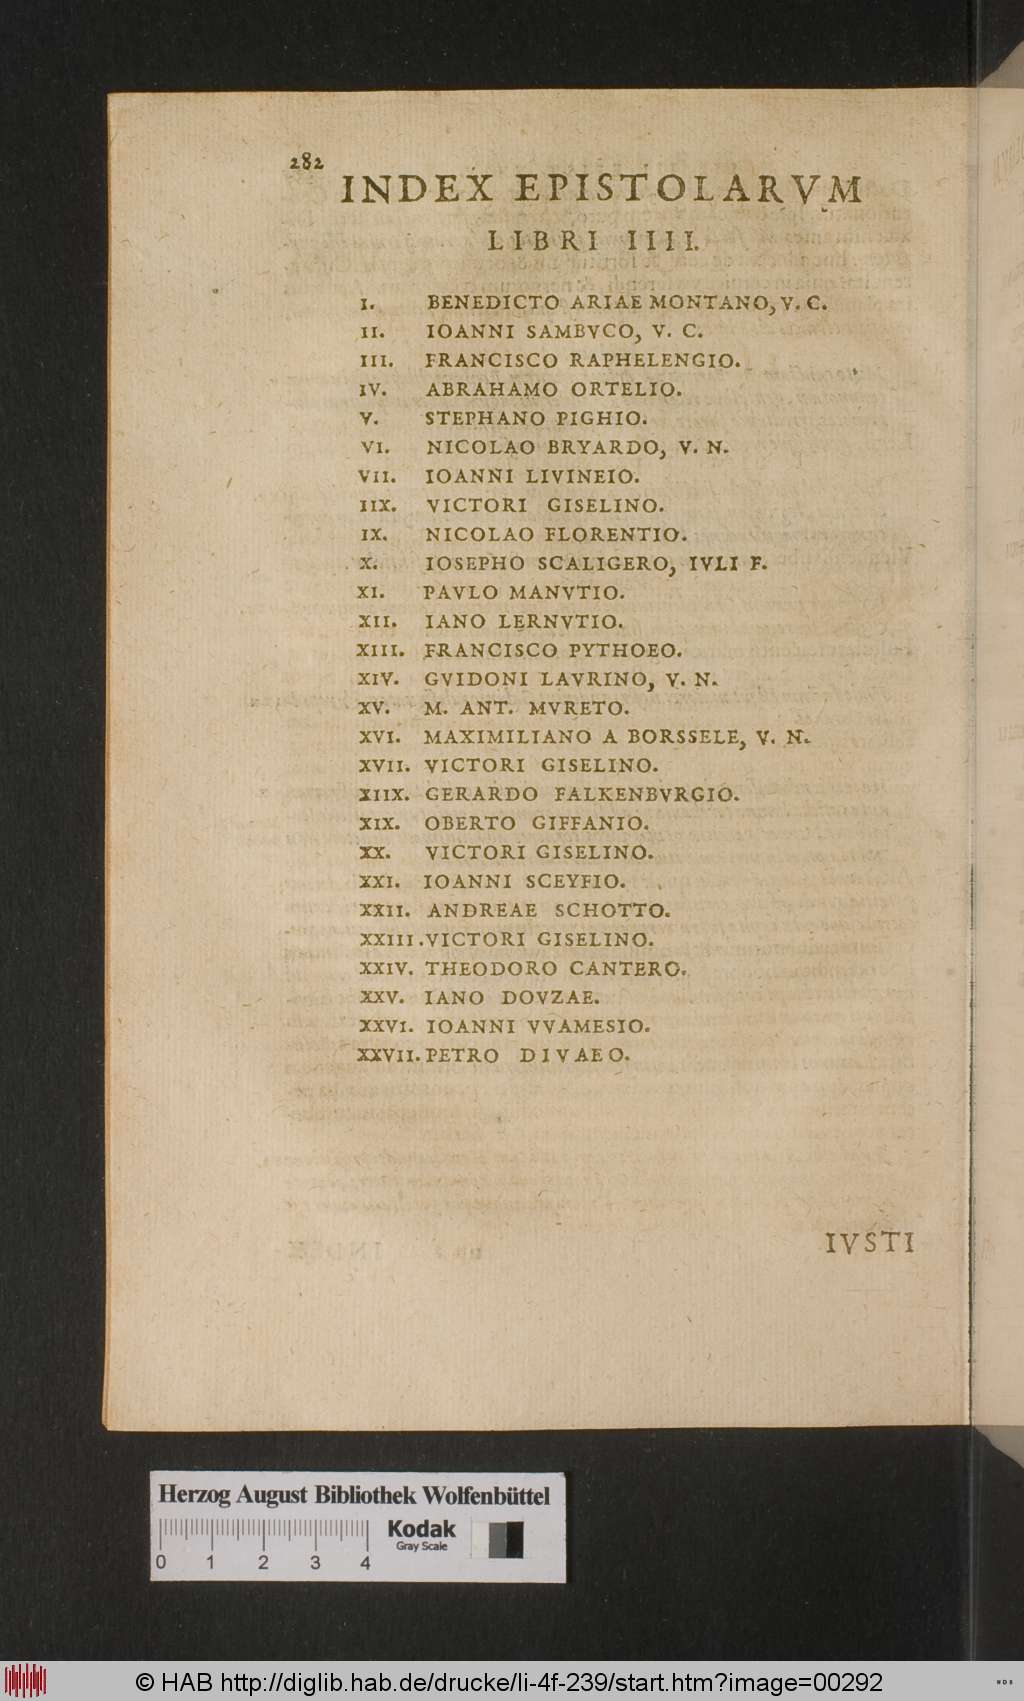 282
INDEX EPISTOLARVM
LIBRI IIII.
I. BENEDICTO ARIAE MONTANO, V. C.
II. IOANNI SAMBVCO, V. C.
III. FRANCISCO RAPHELENGIO.
IV. ABRAHAMO ORTELIO.
V. STEPHANO PIGHIO.
VI. NICOLAO BRYARDO, V. N.
VII. IOANNI LIVINEIO.
IIX. VICTORI GISELINO.
IX. NICOLAO FLORENTIO.
X. IOSEPHO SCALIGERO, IVLI F.
XI. PAVLO MANVTIO.
XII. IANO LERNVTIO.
XIII. FRANCISCO PYTHOEO.
XIV. GVIDONI LAVRINO, V. N.
XV. M. ANT. MVRETO.
XVI. MAXIMILIANO A BORSSELE, V. N.
XVII. VICTORI GISELINO.
XIIX. GERARDO FALKENBVRGIO.
XIX. OBERTO GIFFANIO.
XX. VICTORI GISELINO.
XXI. IOANNI SCEYFIO.
XXII. ANDREAE SCHOTTO.
XXIII. VICTORI GISELINO.
XXIV. THEODORO CANTERO.
XXV. IANO DOVZAE.
XXVI. IOANNI VVAMESIO.
XXVII. PETRO DIVAEO.
IVSTI
Herzog August Bibliothek Wolfenbüttel
0 1 2 3 4
Kodak
Gray Scale
© HAB http://diglib.hab.de/drucke/li-4f-239/start.htm?image=00292